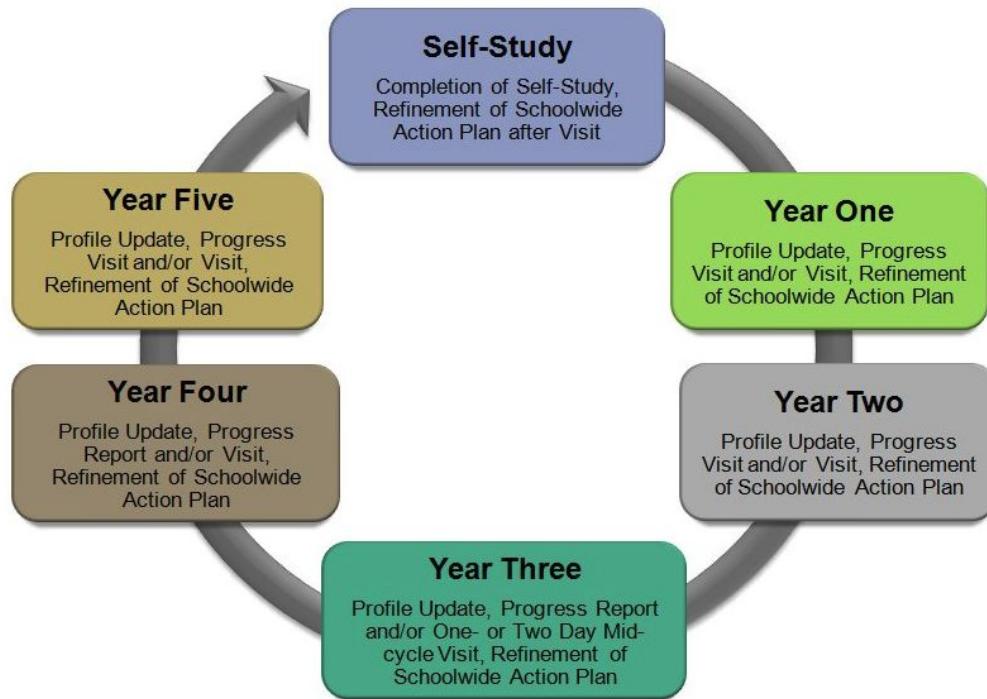 Self-Study
Completion of Self-Study,
Refinement of Schoolwide
Action Plan after Visit
Year One
Profile Update, Progress
Visit and/or Visit, Refinement
of Schoolwide Action Plan
Year Two
Profile Update, Progress
Visit and/or Visit, Refinement
of Schoolwide Action Plan
Year Three
Profile Update, Progress Report
and/or One- or Two Day Mid-
cycle Visit, Refinement of
Schoolwide Action Plan
Year Four
Profile Update, Progress
Report and/or Visit,
Refinement of Schoolwide
Action Plan
Year Five
Profile Update, Progress
Visit and/or Visit,
Refinement of Schoolwide
Action Plan